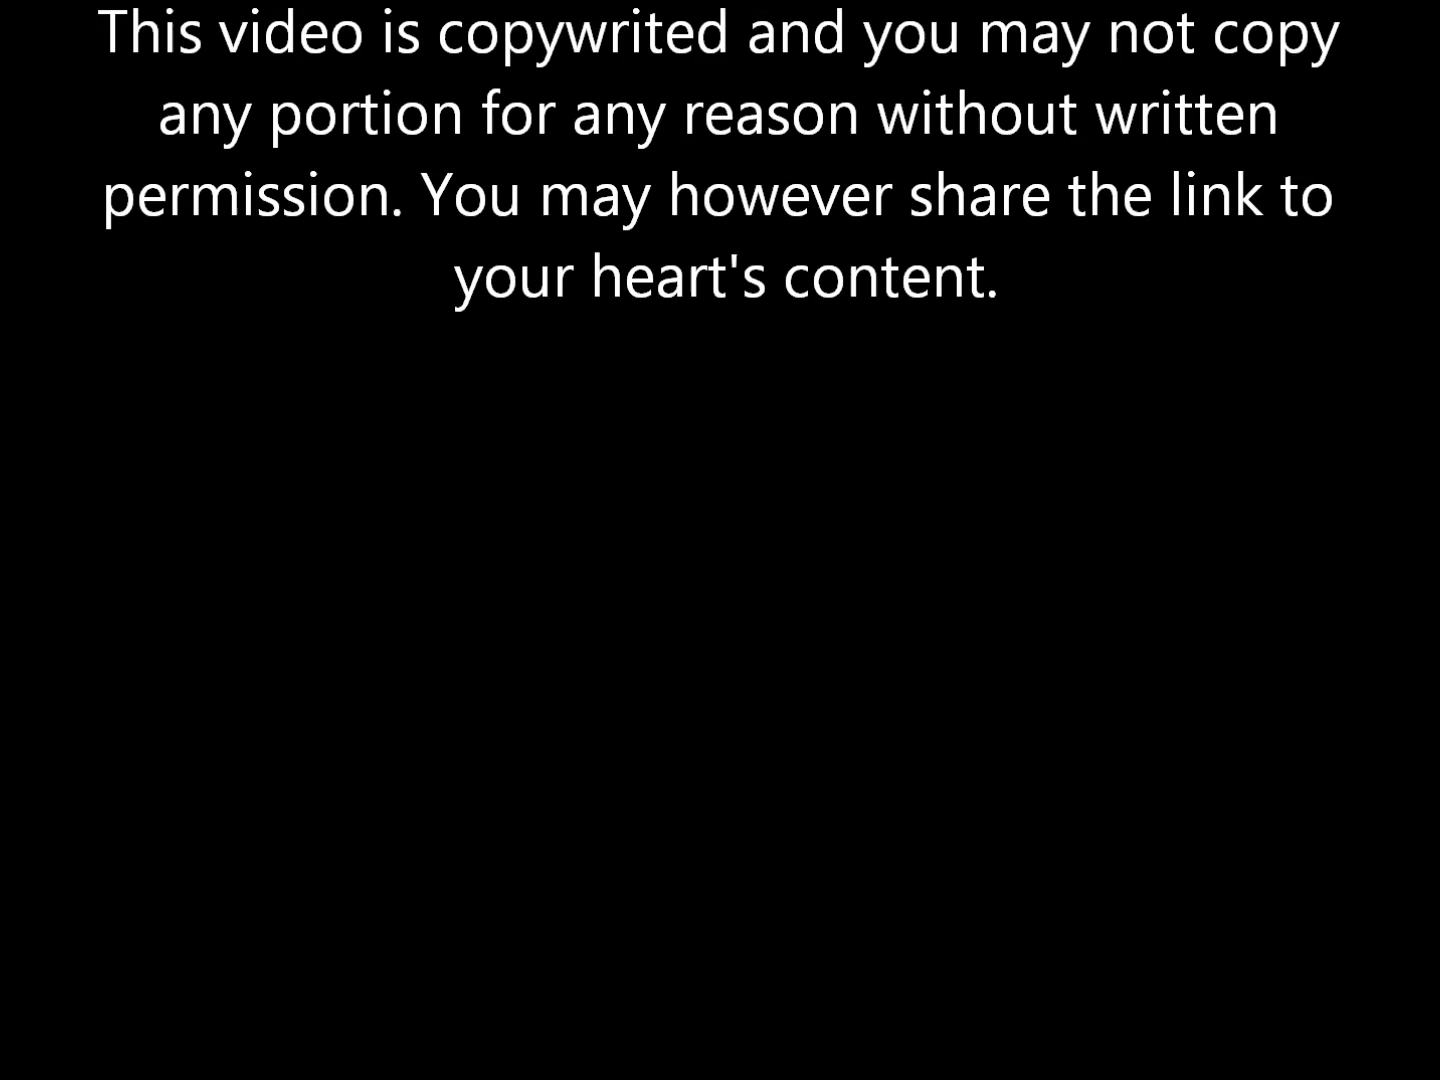 This video is copywrited and you may not copy
any portion for any reason without written
permission. You may however share the link to
your heart's content.